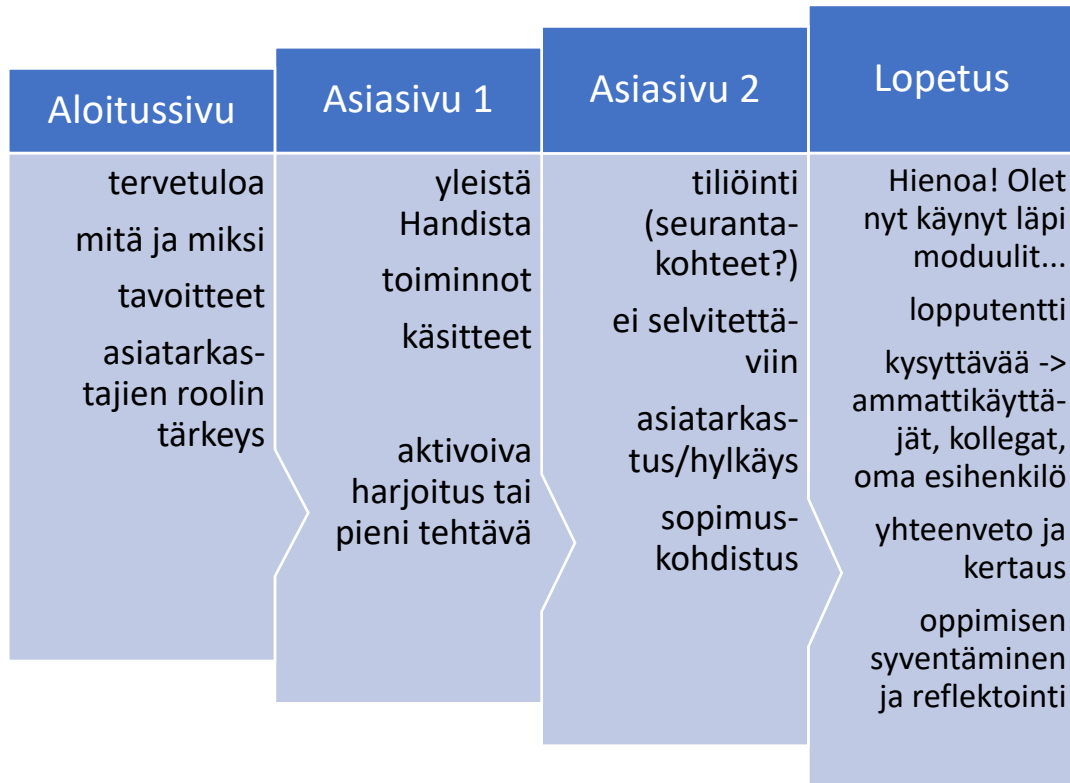 Aloitussivu
tervetuloa
mitä ja miksi
tavoitteet
asiatarkas-
tajien roolin
tärkeys
Asiasivu 1
yleistä
Handista
toiminnot
käsitteet
aktivoiva
harjoitus tai
pieni tehtävä
Asiasivu 2
tiliöinti
(seuranta-
kohteet?)
ei selvitettä-
viin
asiatarkas-
tus/hylkäys
sopimus-
kohdistus
Lopetus
Hienoa! Olet
nyt käynyt läpi
moduulit...
lopputentti
kysyttävää ->
ammattikäyttä-
jät, kollegat,
oma esihenkilö
yhteenveto ja
kertaus
oppimisen
syventäminen
ja reflektointi